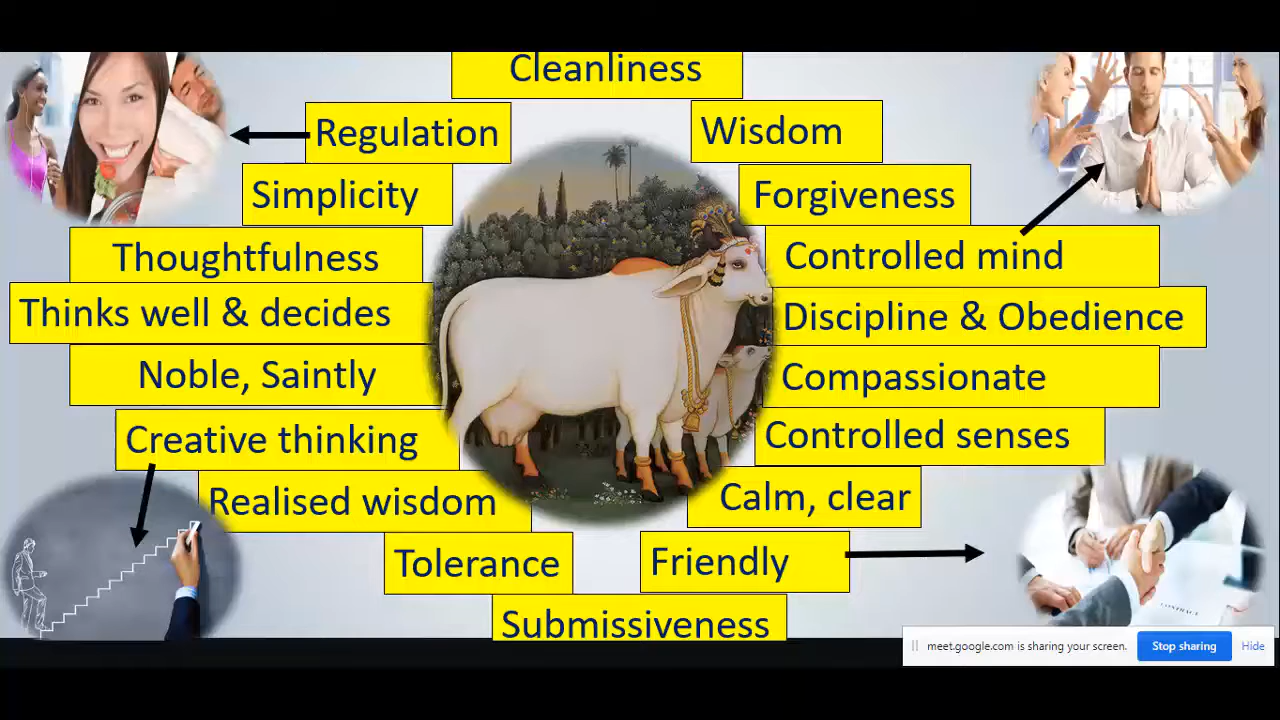 Cleanliness
Regulation
Wisdom
Simplicity
Forgiveness
Thoughtfulness
Controlled mind
Thinks well & decides
Discipline & Obedience
Noble, Saintly
Compassionate
Creative thinking
Controlled senses
Realised wisdom
Calm, clear
Tolerance
Friendly
Submissiveness
CONTRACT
meet.google.com is sharing your screen.
Stop sharing
Hide